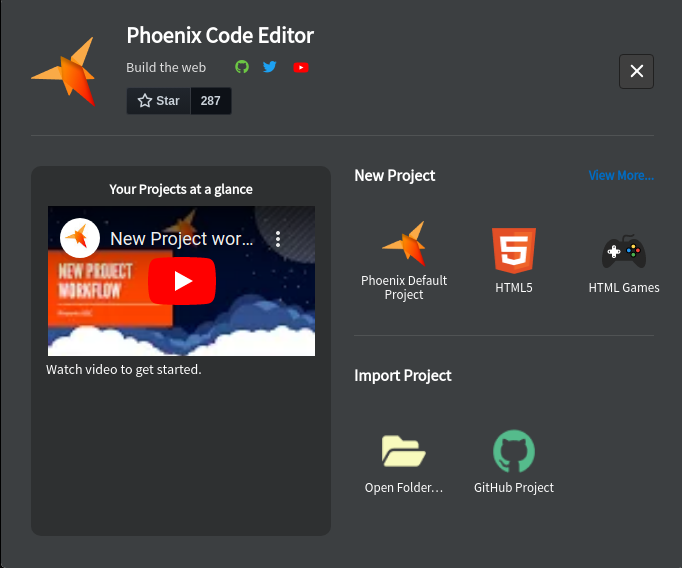 Phoenix Code Editor
Build the web
Star 287
Your Projects at a glance
New Project wor...
NEW PROJECT
WORKFLOW
Watch video to get started.
New Project
View More...
Phoenix Default
Project
HTML5
HTML Games
Import Project
Open Folder…
GitHub Project